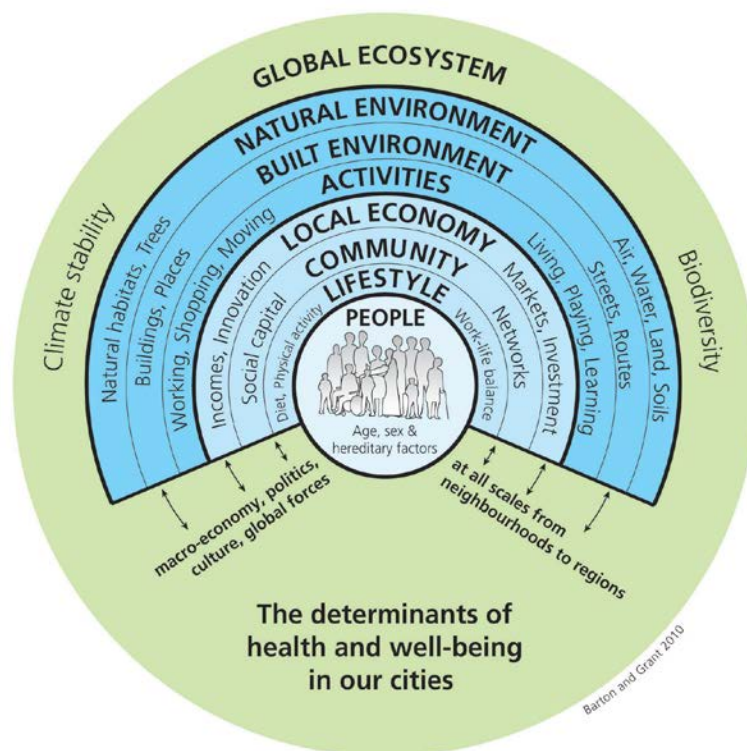 GLOBAL ECOSYSTEM
NATURAL ENVIRONMENT
BUILT ENVIRONMENT
ACTIVITIES
LOCAL ECONOMY
COMMUNITY
LIFESTYLE
PEOPLE
Age, sex &
hereditary factors
Climate stability
Natural habitats, Trees
Buildings, Places
Working, Shopping, Moving
Incomes, Innovation
Social capital
Diet, Physical activity
Work-life balance
Networks
Markets, Investment
Living, Playing, Learning
Streets, Routes
Air, Water, Land, Soils
Biodiversity
macro-economy, politics,
culture, global forces
at all scales from
neighbourhoods to regions
The determinants of
health and well-being
in our cities
Barton and Grant 2010